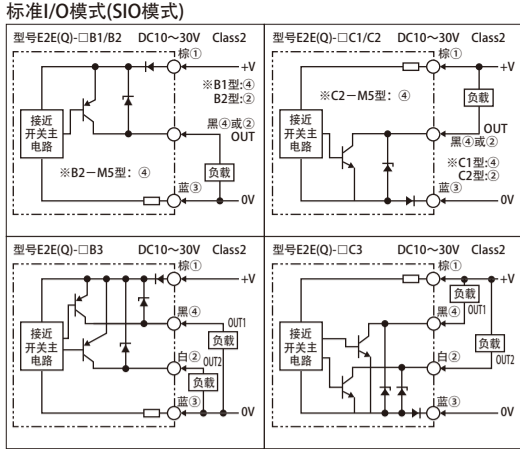 标准I/O模式(SIO模式)
型号E2E(Q)-□B1/B2 DC10～30V Class2
棕①
+V
※B1型:④
B2型:②
接近
开关主
电路
黑④或②
OUT
负载
※B2－M5型：④
蓝③
0V
型号E2E(Q)-□C1/C2 DC10～30V Class2
棕①
+V
※C2－M5型：④
负载
接近
开关主
电路
OUT
黑④或②
※C1型:④
C2型:②
蓝③
0V
型号E2E(Q)-□B3 DC10～30V Class2
棕①
+V
黑④
OUT1
接近
开关主
电路
负载
白②
OUT2
负载
蓝③
0V
型号E2E(Q)-□C3 DC10～30V Class2
棕①
+V
负载
黑④
OUT1
接近
开关主
电路
负载
白②
OUT2
蓝③
0V